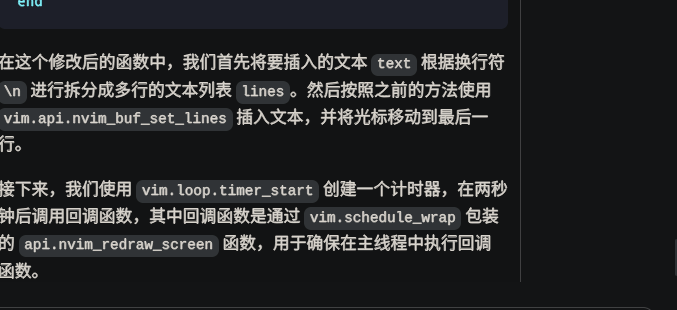 end
在这个修改后的函数中，我们首先将要插入的文本 text 根据换行符
\n 进行拆分成多行的文本列表 lines 。然后按照之前的方法使用
vim.api.nvim_buf_set_lines 插入文本，并将光标移动到最后一
行。
接下来，我们使用 vim.loop.timer_start 创建一个计时器，在两秒
钟后调用回调函数，其中回调函数是通过 vim.schedule_wrap 包装
的 api.nvim_redraw_screen 函数，用于确保在主线程中执行回调
函数。